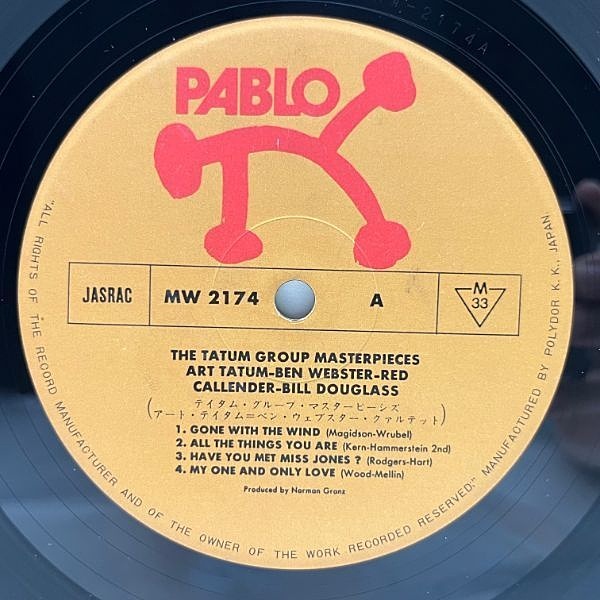 MW-2174A
PABLO
JASRAC
MW 2174
A
M
33
THE TATUM GROUP MASTERPIECES
ART TATUM-BEN WEBSTER-RED
CALLENDER-BILL DOUGLASS
(テイタム・グループ・マスターピーシズ
アート・テイタム=ベン・ウェブスター・クァルテット)
1. GONE WITH THE WIND (Magidson-Wrubel)
2. ALL THE THINGS YOU ARE (Kern-Hammerstein 2nd)
3. HAVE YOU MET MISS JONES ? (Rodgers-Hart)
4. MY ONE AND ONLY LOVE (Wood-Mellin)
Produced by Norman Granz
"ALL RIGHTS OF THE RECORD MANUFACTURER AND OF THE OWNER OF THE WORK RECORDED RESERVED." MANUFACTURED BY POLYDOR K. K., JAPAN.